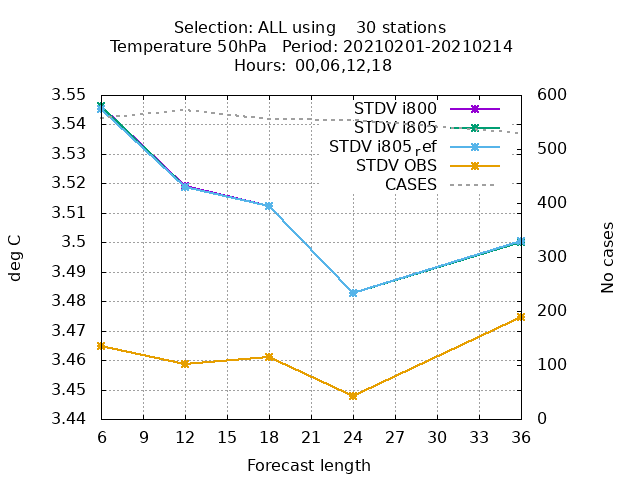 Selection: ALL using    30 stations
Temperature 50hPa   Period: 20210201-20210214
Hours: 00,06,12,18
3.55
3.54
3.53
3.52
3.51
3.5
3.49
3.48
3.47
3.46
3.45
3.44
deg C
STDV i800
STDV i805
STDV i805ref
STDV OBS
CASES
600
500
400
300
200
100
0
No cases
6 9 12 15 18 21 24 27 30 33 36
Forecast length